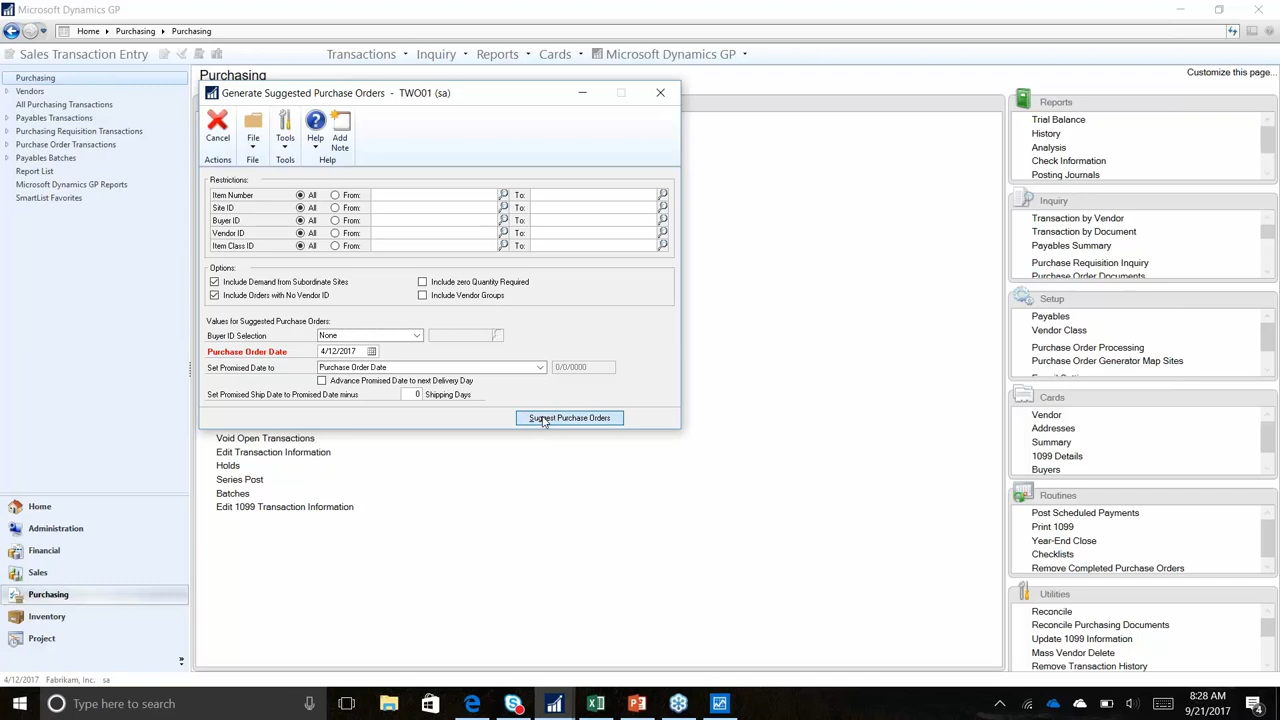 Microsoft Dynamics GP
Home Purchasing Purchasing
Sales Transaction Entry
Transactions Inquiry Reports Cards Microsoft Dynamics GP
Purchasing
Vendors
All Purchasing Transactions
Payables Transactions
Purchasing Requisition Transactions
Purchase Order Transactions
Payables Batches
Report List
Microsoft Dynamics GP Reports
SmartList Favorites
Home
Administration
Financial
Sales
Purchasing
Inventory
Project
Purchasing
Customize this page...
Generate Suggested Purchase Orders - TWO01 (sa)
Cancel File Tools Help Add Note
Actions File Tools Help
Restrictions:
Item Number All From: To:
Site ID All From: To:
Buyer ID All From: To:
Vendor ID All From: To:
Item Class ID All From: To:
Options:
Include Demand from Subordinate Sites Include zero Quantity Required
Include Orders with No Vendor ID Include Vendor Groups
Values for Suggested Purchase Orders:
Buyer ID Selection None
Purchase Order Date 4/12/2017
Set Promised Date to Purchase Order Date 0/0/0000
Advance Promised Date to next Delivery Day
Set Promised Ship Date to Promised Date minus 0 Shipping Days
Suggest Purchase Orders
Void Open Transactions
Edit Transaction Information
Holds
Series Post
Batches
Edit 1099 Transaction Information
Reports
Trial Balance
History
Analysis
Check Information
Posting Journals
Inquiry
Transaction by Vendor
Transaction by Document
Payables Summary
Purchase Requisition Inquiry
Purchase Order Documents
Setup
Payables
Vendor Class
Purchase Order Processing
Purchase Order Generator Map Sites
Cards
Vendor
Addresses
Summary
1099 Details
Buyers
Routines
Post Scheduled Payments
Print 1099
Year-End Close
Checklists
Remove Completed Purchase Orders
Utilities
Reconcile
Reconcile Purchasing Documents
Update 1099 Information
Mass Vendor Delete
Remove Transaction History
4/12/2017 Fabrikam, Inc. sa
Type here to search
8:28 AM
9/21/2017
4